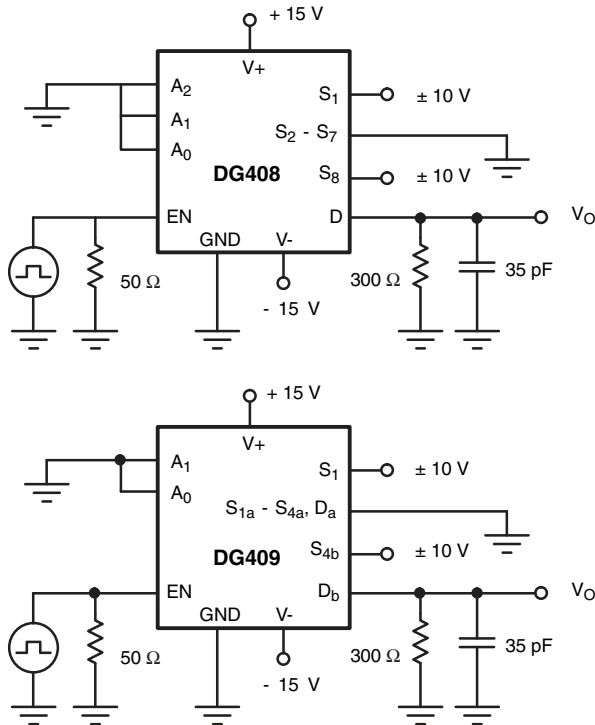 + 15 V
V+
A2
S1
± 10 V
A1
S2 - S7
A0
DG408
S8
± 10 V
EN
D
VO
GND
V-
50 Ω
300 Ω
35 pF
- 15 V
+ 15 V
V+
A1
S1
± 10 V
A0
S1a - S4a, Da
S4b
± 10 V
DG409
EN
Db
VO
GND
V-
50 Ω
300 Ω
35 pF
- 15 V